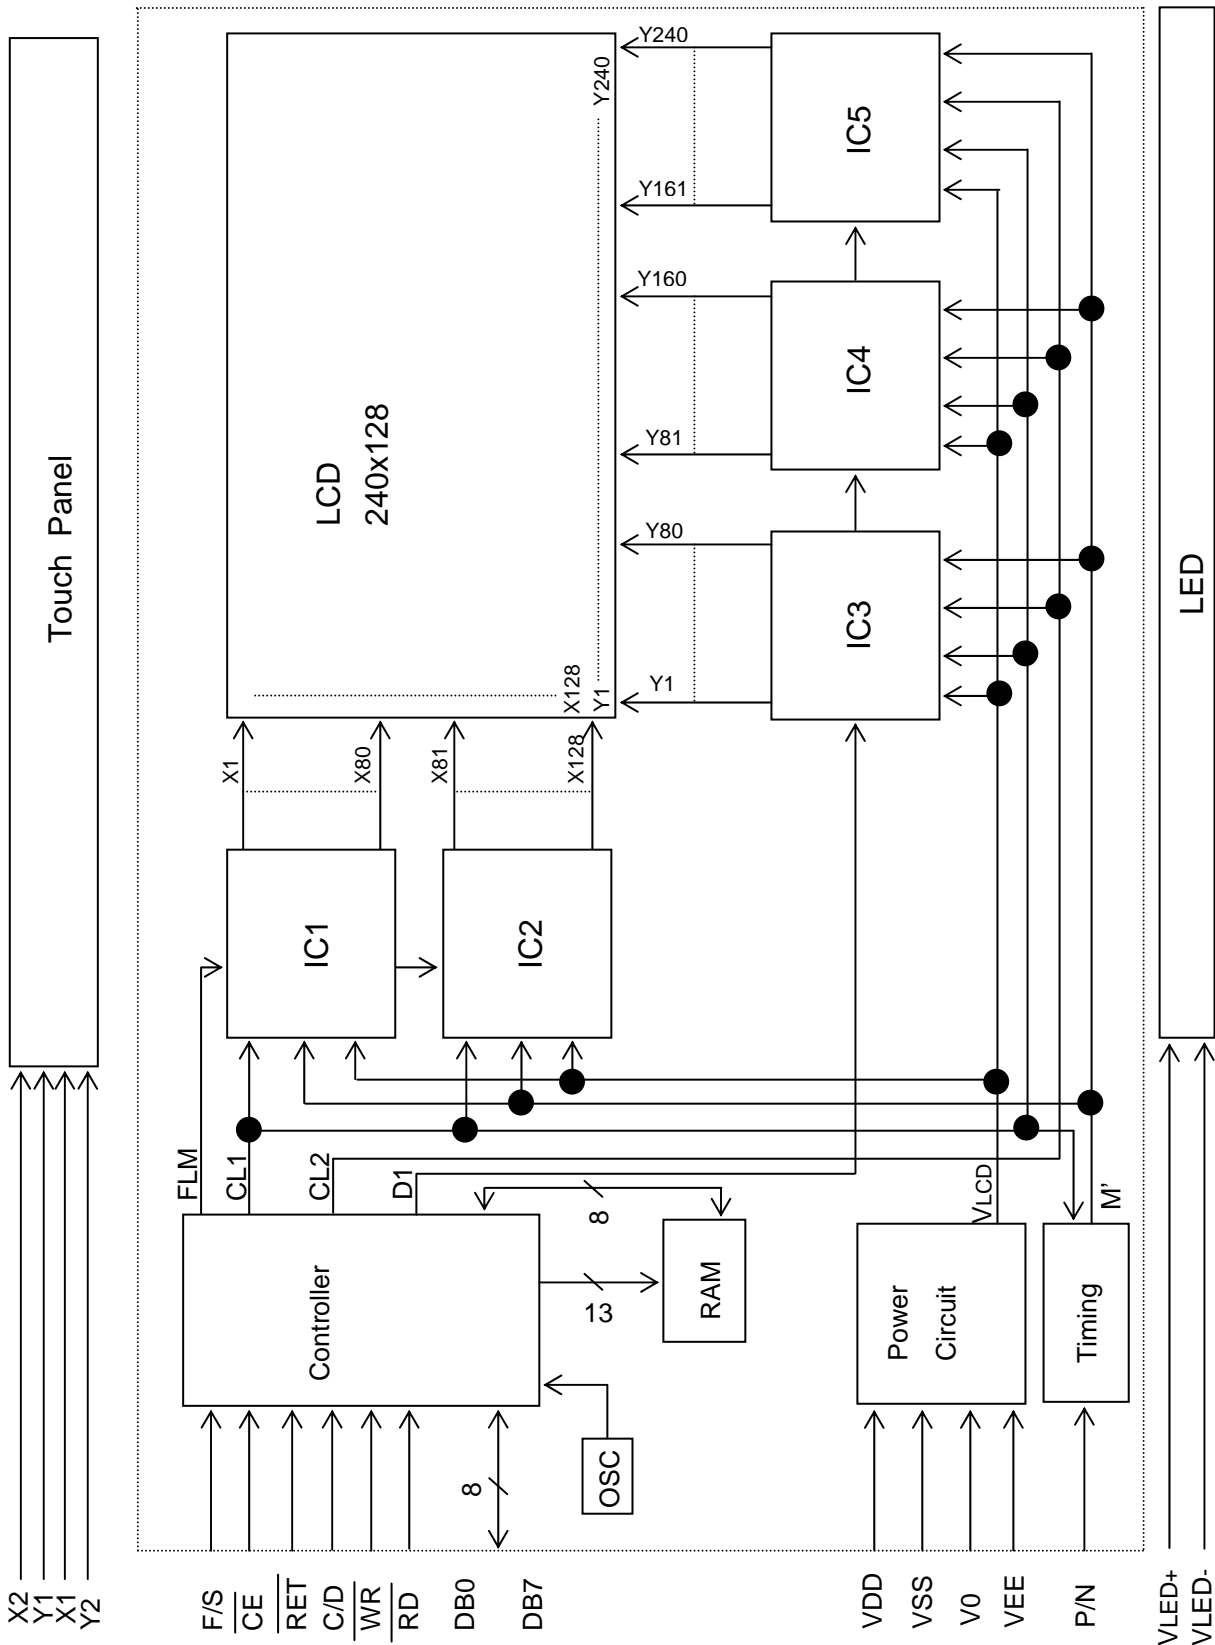 X2
Y1
X1
Y2
Touch Panel
F/S
CE
RET
C/D
WR
RD
DB0
DB7
8
Controller
FLM
CL1
CL2
D1
OSC
13
8
RAM
IC1
IC2
X1
X80
X81
X128
LCD
240x128
X128
Y1
Y240
Y1
Y80
Y81
Y160
Y161
Y240
IC3
IC4
IC5
VDD
VSS
V0
VEE
Power
Circuit
VLCD
P/N
Timing
M'
VLED+
VLED-
LED